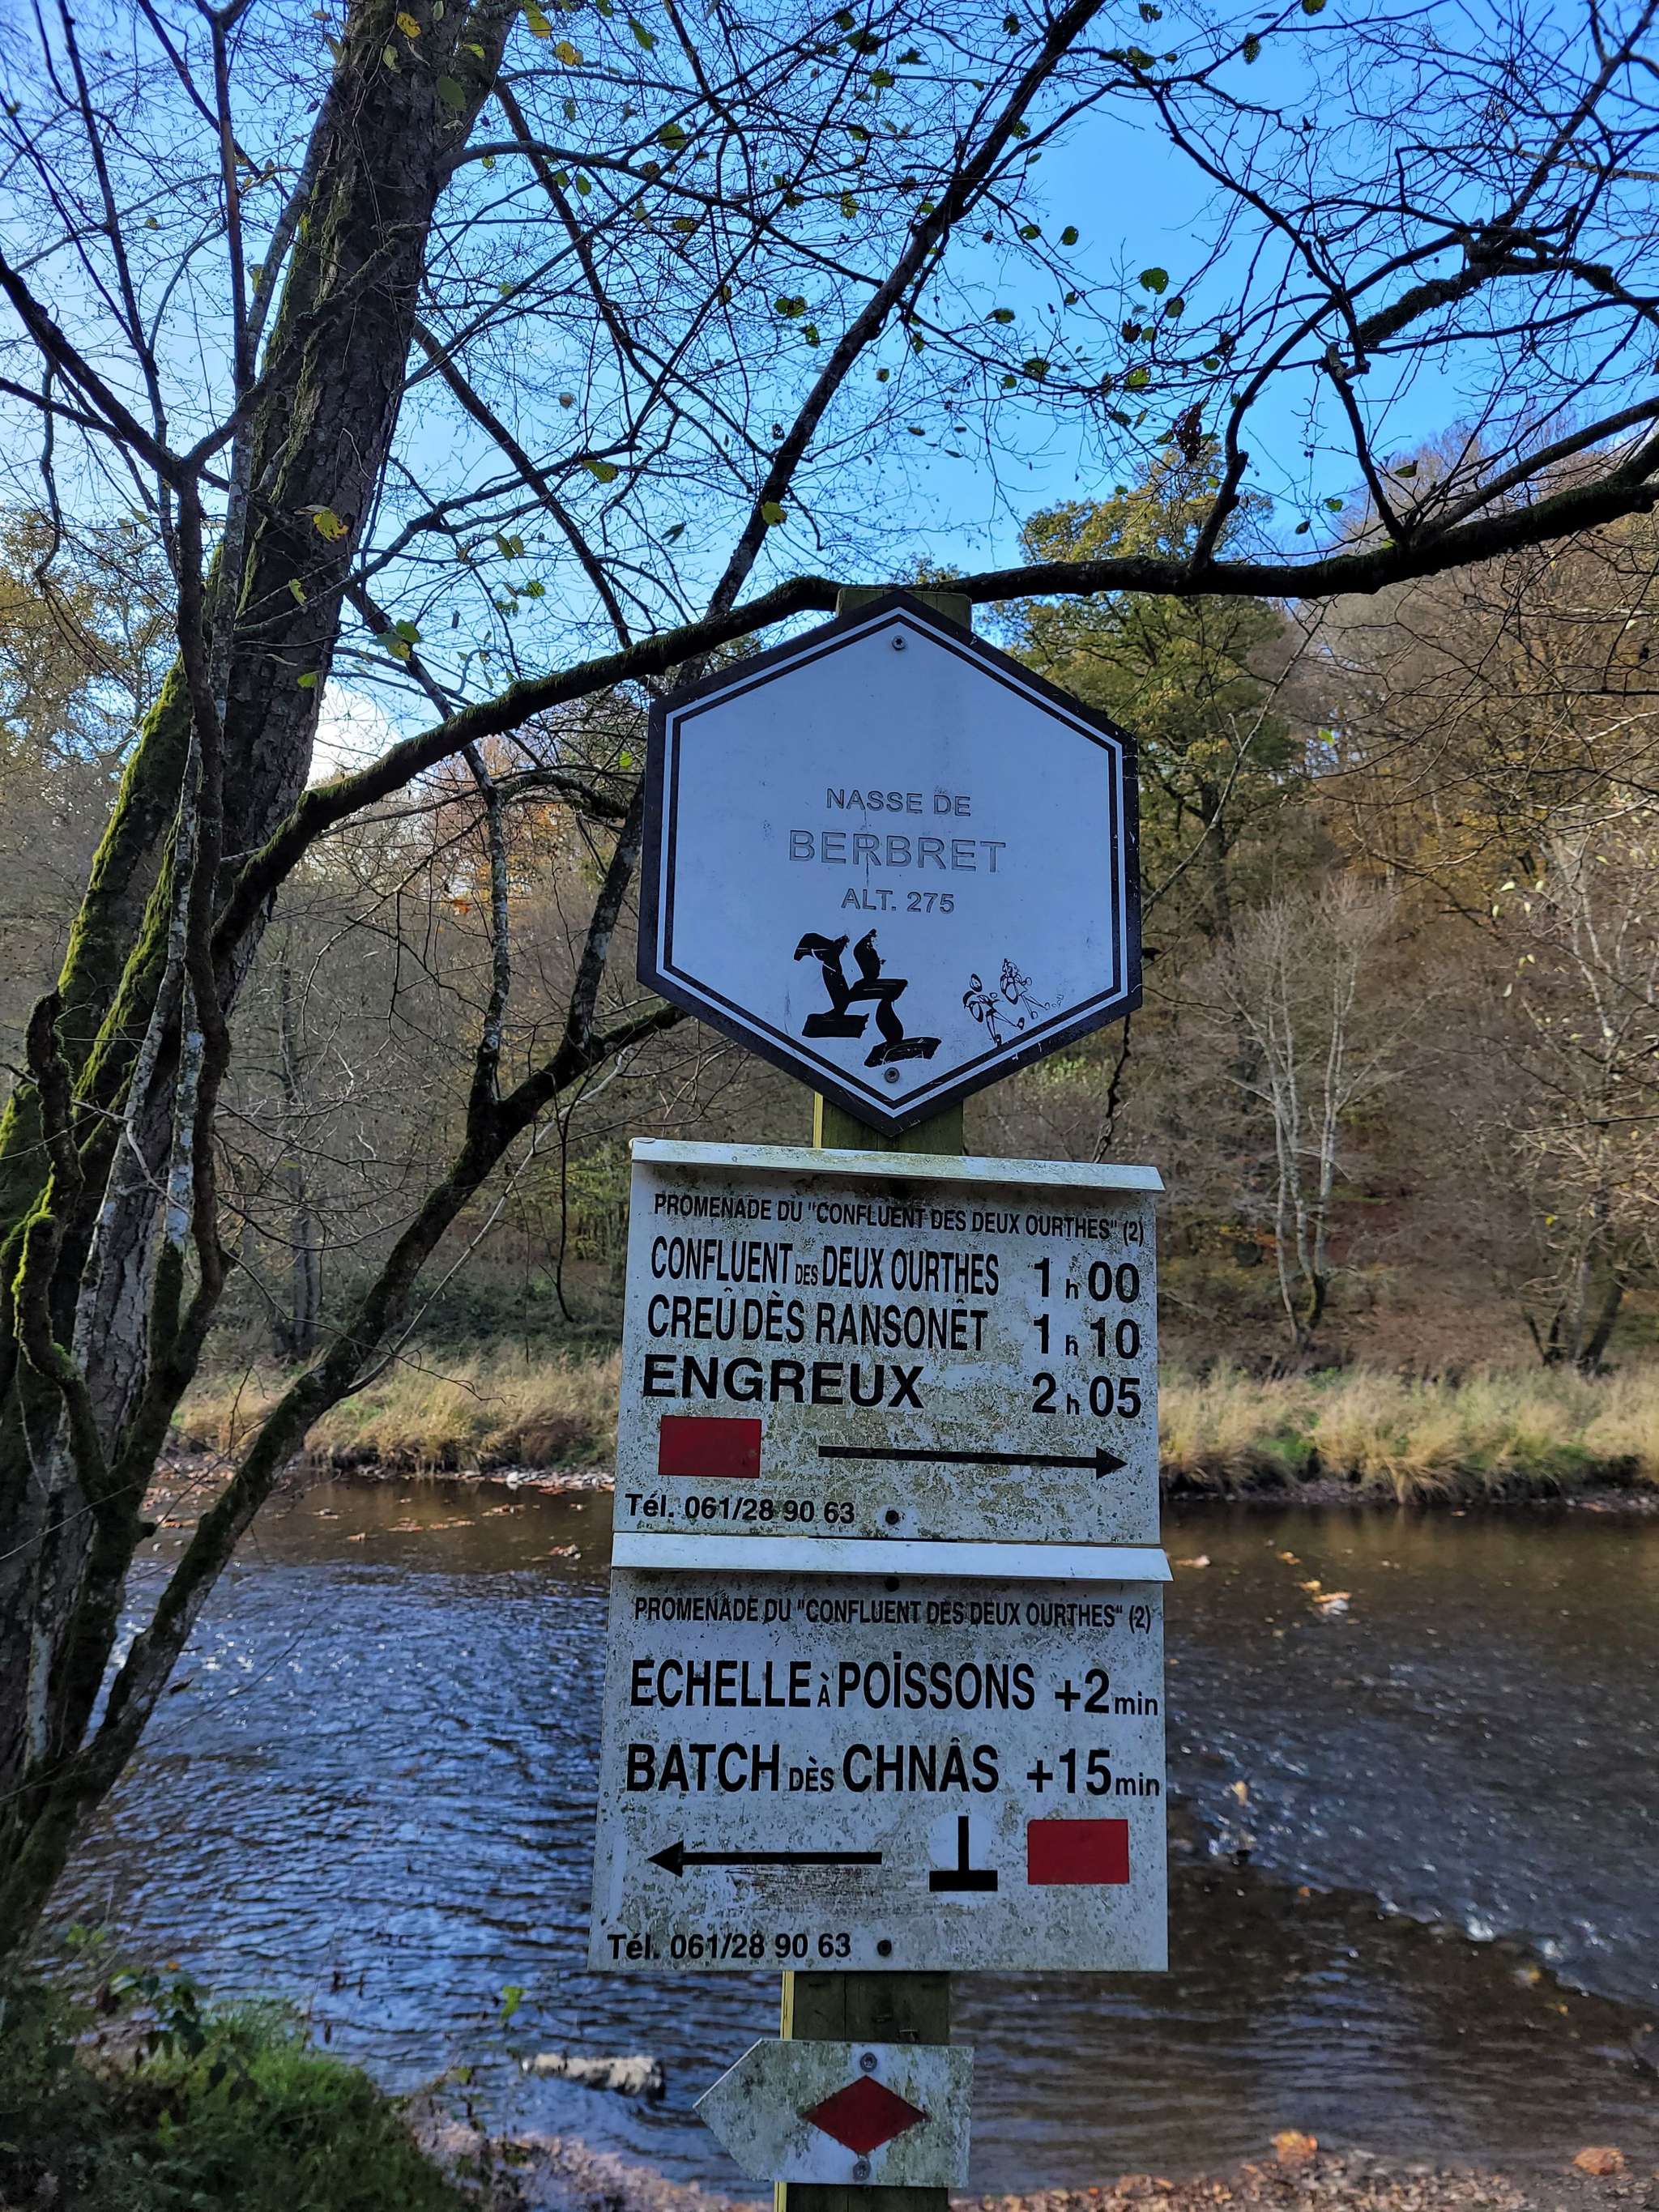 NASSE DE
BERBRET
ALT. 275
PROMENADE DU "CONFLUENT DES DEUX OURTHES" (2)
CONFLUENT DES DEUX OURTHES 1 h 00
CREÛ DÈS RANSONÈT 1 h 10
ENGREUX 2 h 05
Tél. 061/28 90 63
PROMENADE DU "CONFLUENT DES DEUX OURTHES" (2)
ECHELLE À POISSONS +2 min
BATCH DÈS CHNÂS +15 min
Tél. 061/28 90 63